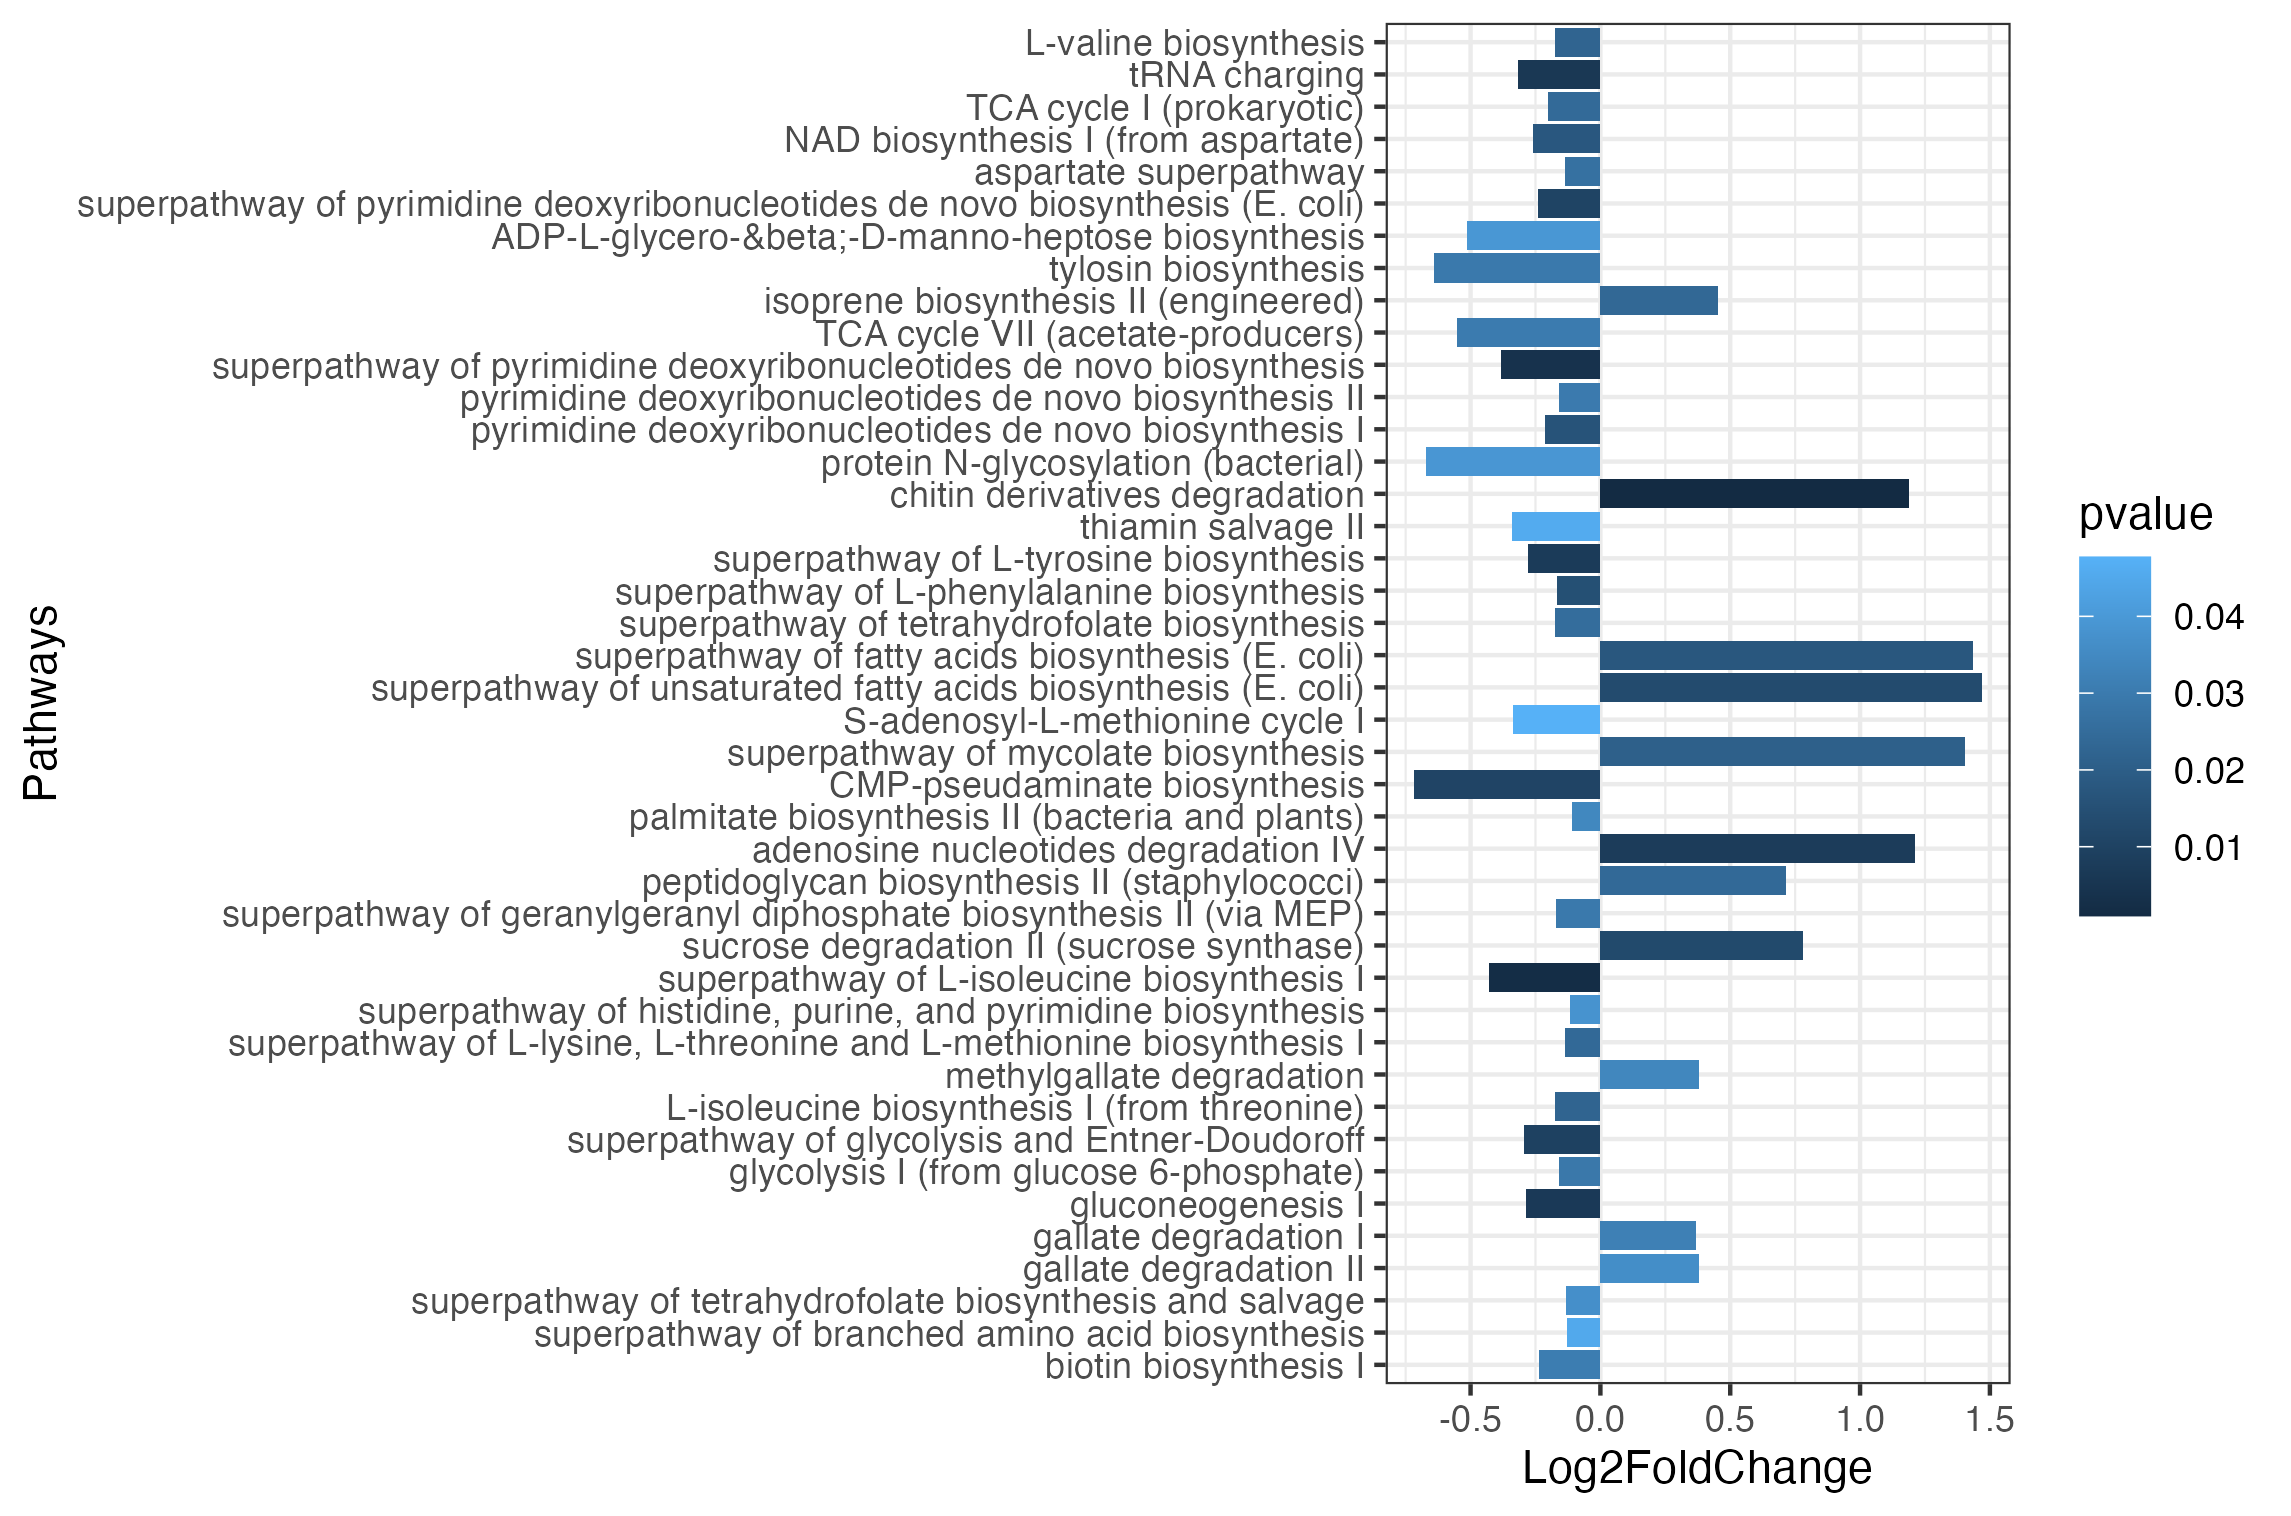 L-valine biosynthesis
tRNA charging
TCA cycle I (prokaryotic)
NAD biosynthesis I (from aspartate)
aspartate superpathway
superpathway of pyrimidine deoxyribonucleotides de novo biosynthesis (E. coli)
ADP-L-glycero-&beta;-D-manno-heptose biosynthesis
tylosin biosynthesis
isoprene biosynthesis II (engineered)
TCA cycle VII (acetate-producers)
superpathway of pyrimidine deoxyribonucleotides de novo biosynthesis
pyrimidine deoxyribonucleotides de novo biosynthesis II
pyrimidine deoxyribonucleotides de novo biosynthesis I
protein N-glycosylation (bacterial)
chitin derivatives degradation
thiamin salvage II
superpathway of L-tyrosine biosynthesis
superpathway of L-phenylalanine biosynthesis
superpathway of tetrahydrofolate biosynthesis
superpathway of fatty acids biosynthesis (E. coli)
superpathway of unsaturated fatty acids biosynthesis (E. coli)
S-adenosyl-L-methionine cycle I
superpathway of mycolate biosynthesis
CMP-pseudaminate biosynthesis
palmitate biosynthesis II (bacteria and plants)
adenosine nucleotides degradation IV
peptidoglycan biosynthesis II (staphylococci)
superpathway of geranylgeranyl diphosphate biosynthesis II (via MEP)
sucrose degradation II (sucrose synthase)
superpathway of L-isoleucine biosynthesis I
superpathway of histidine, purine, and pyrimidine biosynthesis
superpathway of L-lysine, L-threonine and L-methionine biosynthesis I
methylgallate degradation
L-isoleucine biosynthesis I (from threonine)
superpathway of glycolysis and Entner-Doudoroff
glycolysis I (from glucose 6-phosphate)
gluconeogenesis I
gallate degradation I
gallate degradation II
superpathway of tetrahydrofolate biosynthesis and salvage
superpathway of branched amino acid biosynthesis
biotin biosynthesis I
Pathways
-0.5 0.0 0.5 1.0 1.5
Log2FoldChange
pvalue
0.04
0.03
0.02
0.01